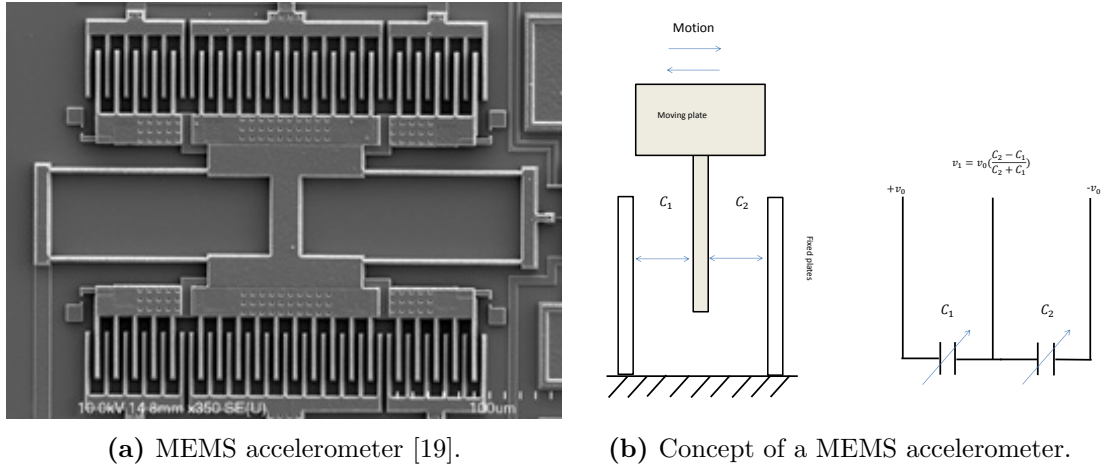 10.0kV 14.8mm x350 SE(U)
100um
Motion
Moving plate
C₁
C₂
Fixed plates
v₁ = v₀(C₂ − C₁ / C₂ + C₁)
+v₀
-v₀
C₁
C₂
(a) MEMS accelerometer [19].
(b) Concept of a MEMS accelerometer.